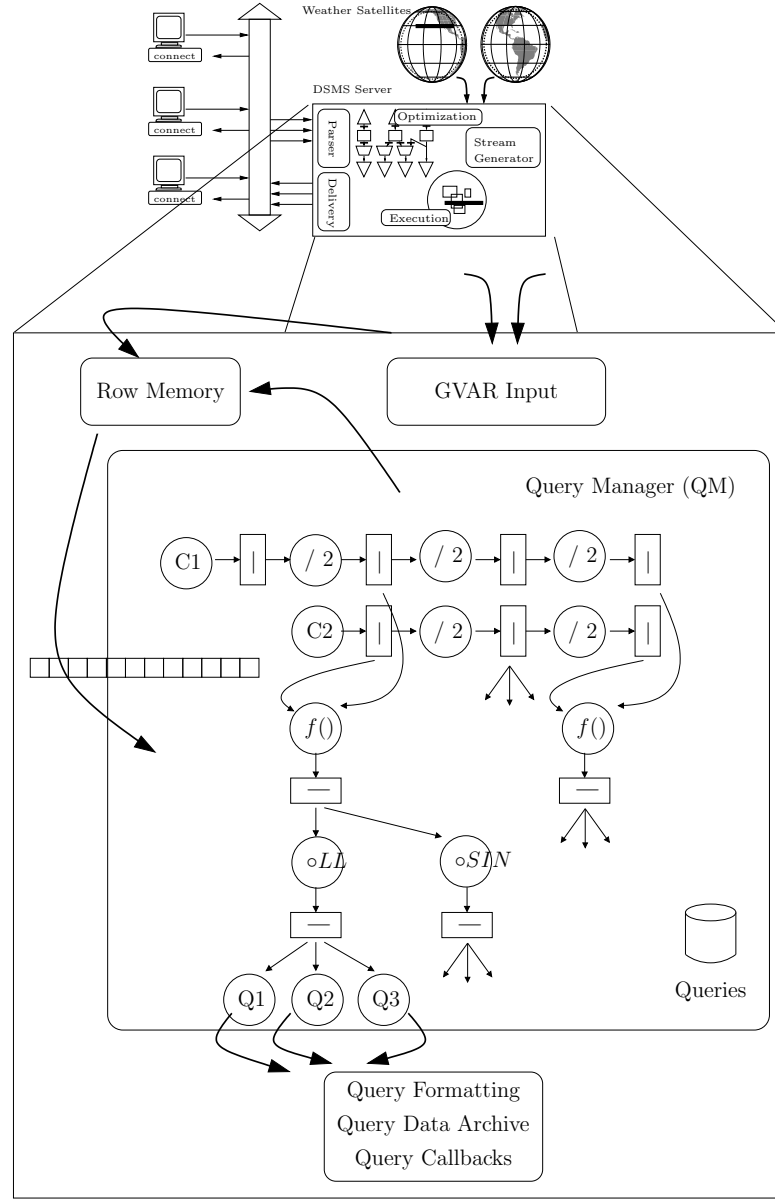 Weather Satellites
connect
DSMS Server
connect
Parser
Optimization
Stream
Generator
Delivery
Execution
connect
Row Memory
GVAR Input
Query Manager (QM)
C1
|
/ 2
|
/ 2
|
/ 2
|
C2
|
/ 2
|
/ 2
|
f()
f()
—
—
∘LL
∘SIN
—
—
Queries
Q1
Q2
Q3
Query Formatting
Query Data Archive
Query Callbacks